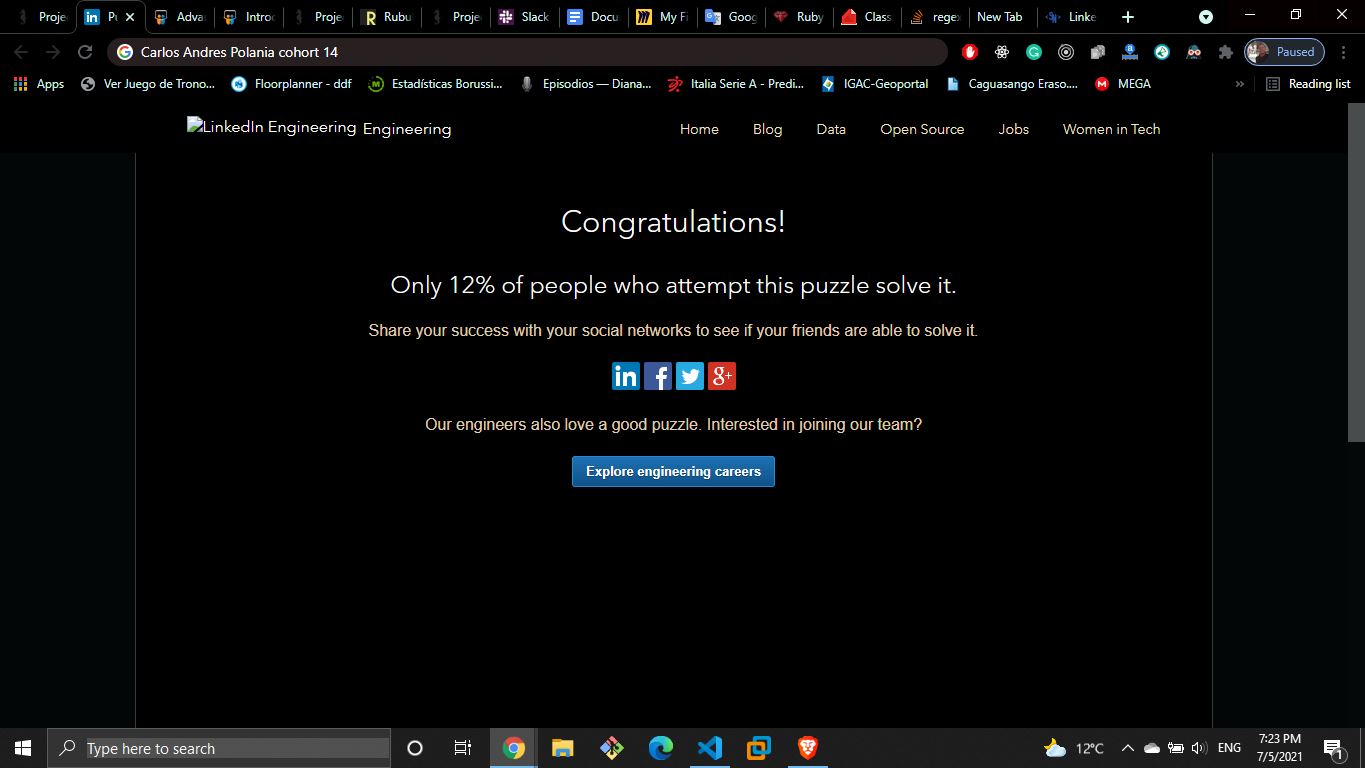 Proje
Po
Adva
Introd
Proje
Rubu
Proje
Slack
Docu
My Fi
Goog
Ruby
Class
regex
New Tab
Linke
Carlos Andres Polania cohort 14
Paused
Apps
Ver Juego de Trono...
Floorplanner - ddf
Estadísticas Borussi...
Episodios — Diana...
Italia Serie A - Predi...
IGAC-Geoportal
Caguasango Eraso....
MEGA
»
Reading list
LinkedIn Engineering Engineering
Home
Blog
Data
Open Source
Jobs
Women in Tech
Congratulations!
Only 12% of people who attempt this puzzle solve it.
Share your success with your social networks to see if your friends are able to solve it.
in f g+
Our engineers also love a good puzzle. Interested in joining our team?
Explore engineering careers
Type here to search
12°C
ENG
7:23 PM
7/5/2021
1